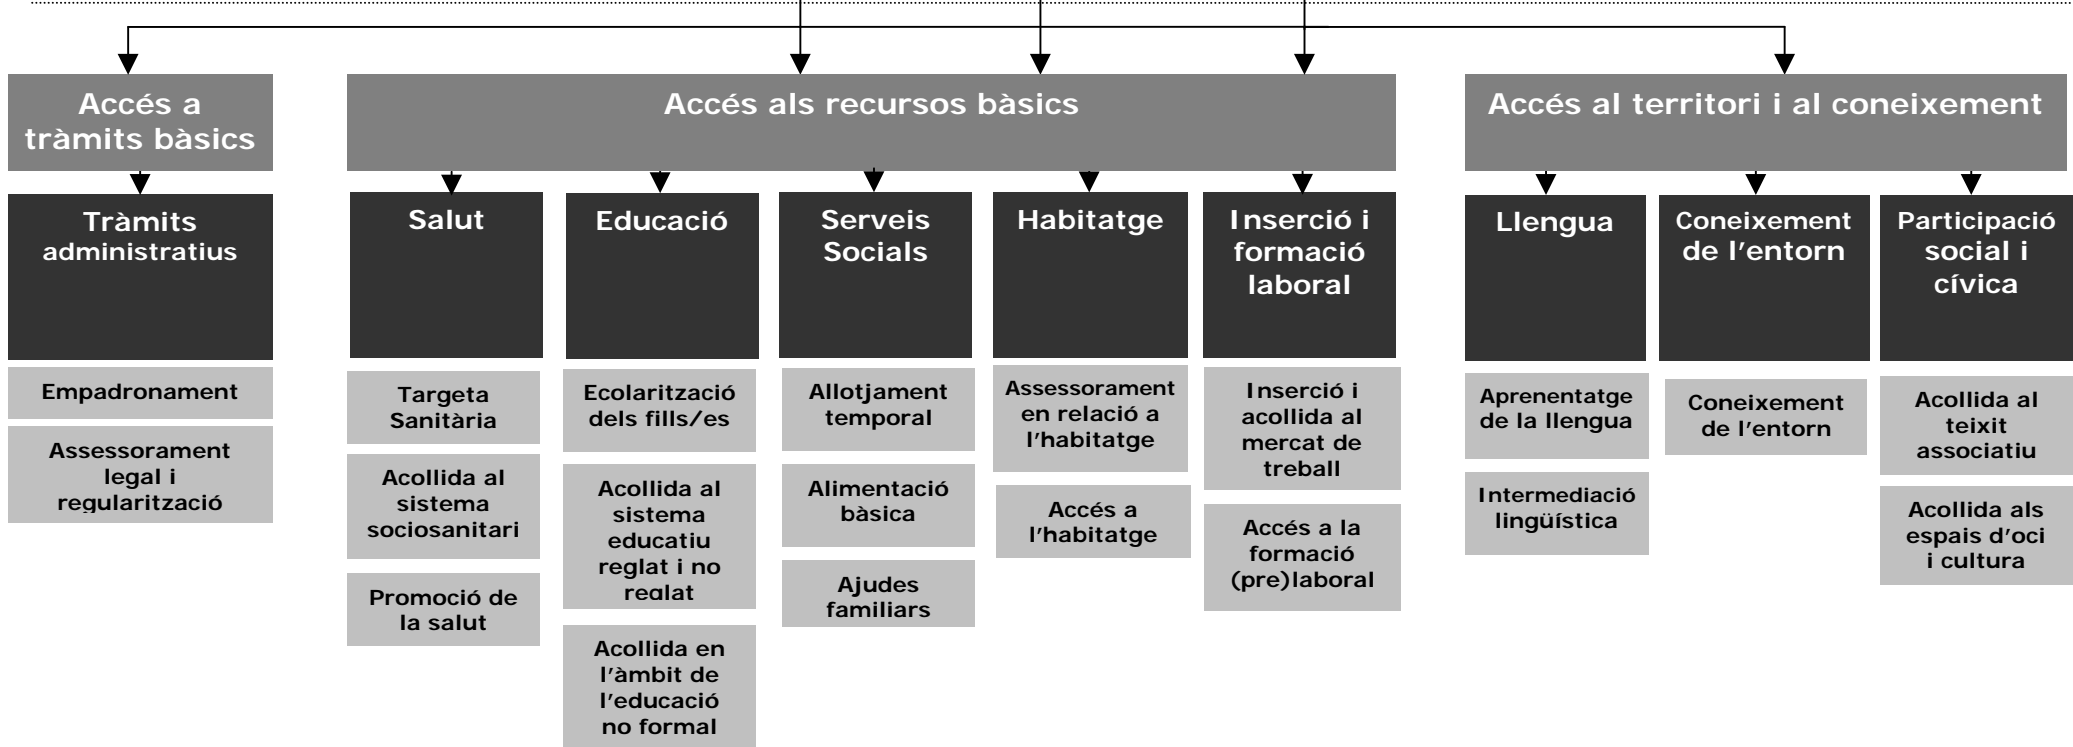 Accés a
tràmits bàsics
Accés als recursos bàsics
Accés al territori i al coneixement
Tràmits
administratius
Salut
Educació
Serveis
Socials
Habitatge
Inserció i
formació
laboral
Llengua
Coneixement
de l'entorn
Participació
social i
cívica
Empadronament
Assessorament
legal i
regularització
Targeta
Sanitària
Acollida al
sistema
sociosanitari
Promoció de
la salut
Ecolarització
dels fills/es
Acollida al
sistema
educatiu
reglat i no
reglat
Acollida en
l'àmbit de
l'educació
no formal
Allotjament
temporal
Alimentació
bàsica
Ajudes
familiars
Assessorament
en relació a
l'habitatge
Accés a
l'habitatge
Inserció i
acollida al
mercat de
treball
Accés a la
formació
(pre)laboral
Aprenentatge
de la llengua
Intermediació
lingüística
Coneixement
de l'entorn
Acollida al
teixit
associatiu
Acollida als
espais d'oci
i cultura